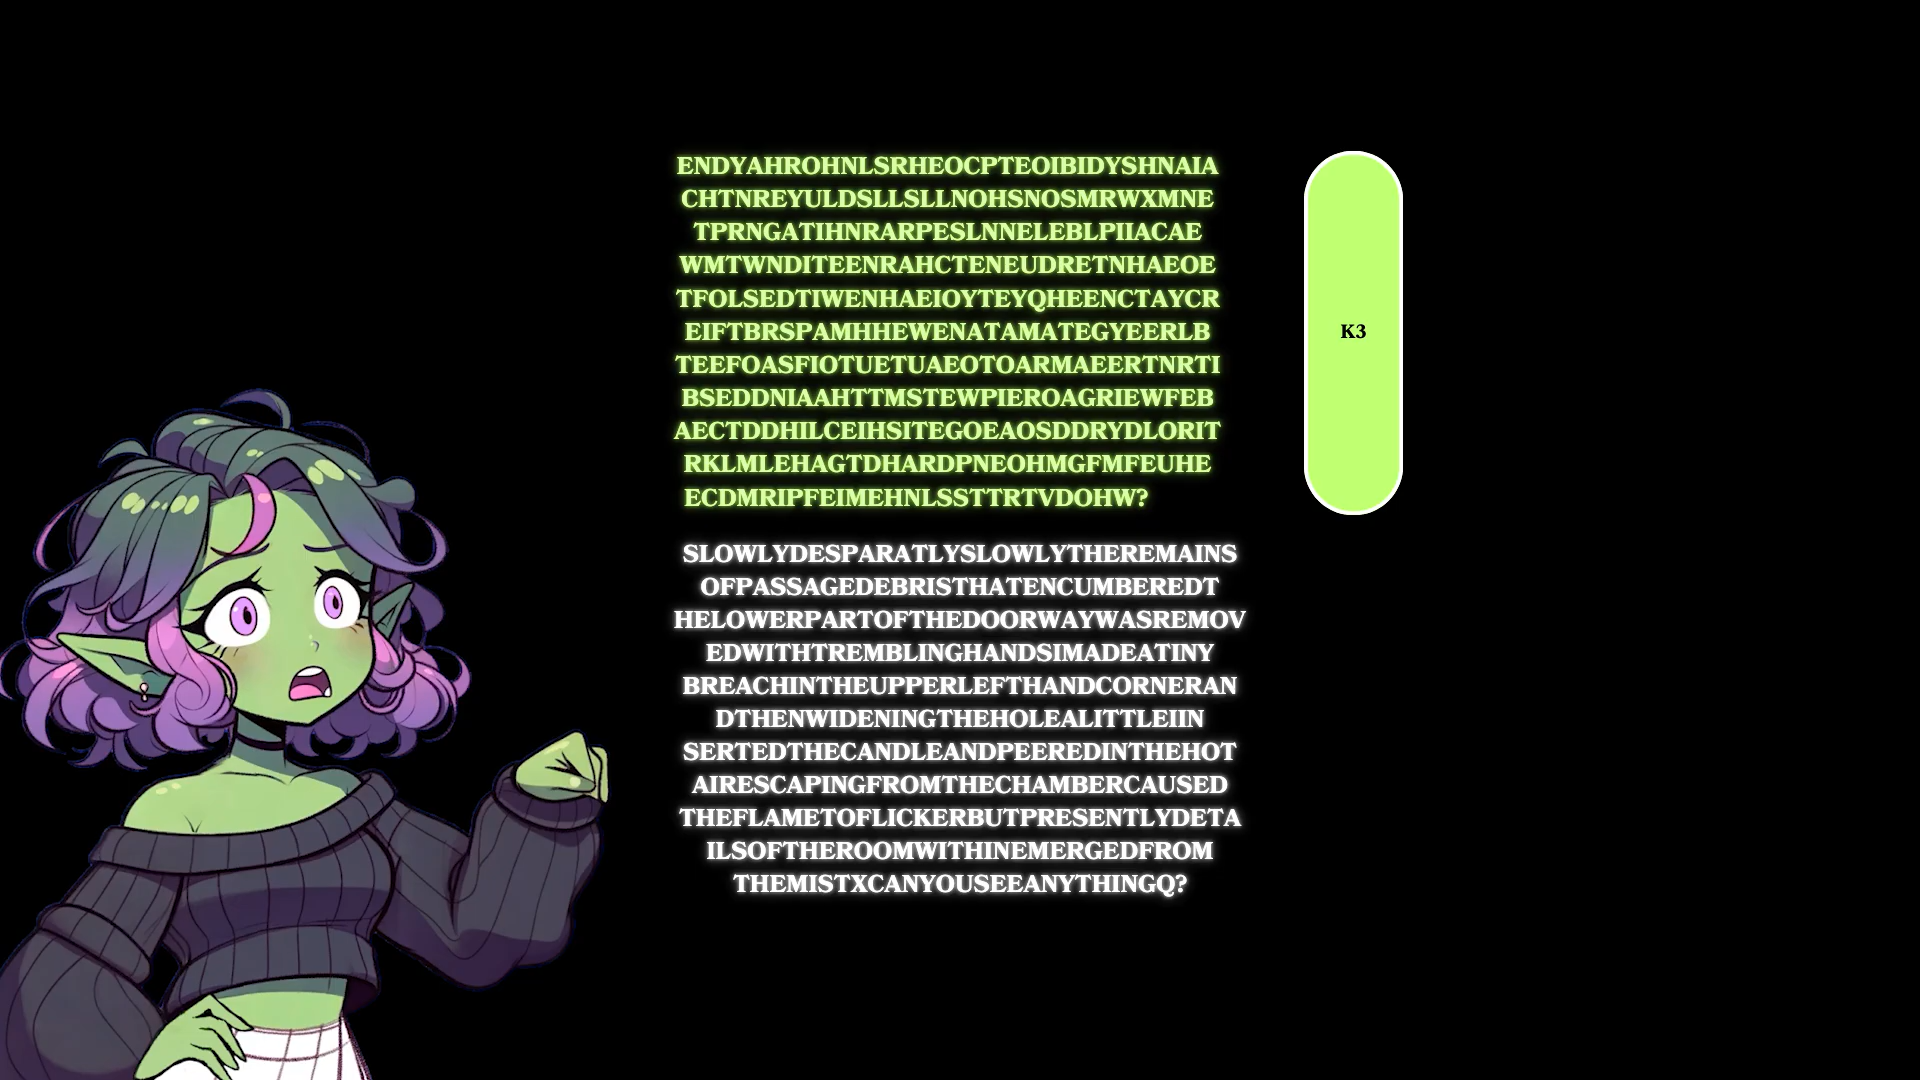 ENDYAHROHNLSRHEOCPTEOIBIDYSHNAIA
CHTNREYULDSLLSLLNOHSNOSMRWXMNE
TPRNGATIHNRARPESLNNELEBLPIIACAE
WMTWNDITEENRAHCTENEUDRETNHAEOE
TFOLSEDTIWENHAEIOYTEYQHEENCTAYCR
EIFTBRSPAMHHEWENATAMATEGYEERLB
TEEFOASFIOTUETUAEOTOARMAEERTNRTI
BSEDDNIAAHTTMSTEWPIEROAGRIEWFEB
AECTDDHILCEIHSITEGOEAOSDDRYDLORIT
RKLMLEHAGTDHARDPNEOHMGFMFEUHE
ECDMRIPFEIMEHNLSSTTRTVDOHW?
K3
SLOWLYDESPARATLYSLOWLYTHEREMAINS
OFPASSAGEDEBRISTHATENCUMBEREDT
HELOWERPARTOFTHEDOORWAYWASREMOV
EDWITHTREMBLINGHANDSIMADEATINY
BREACHINTHEUPPERLEFTHANDCORNERAN
DTHENWIDENINGTHEHOLEALITTLEIIN
SERTEDTHECANDLEANDPEEREDINTHEHOT
AIRESCAPINGFROMTHECHAMBERCAUSED
THEFLAMETOFLICKERBUTPRESENTLYDETA
ILSOFTHEROOMWITHINEMERGEDFROM
THEMISTXCANYOUSEEANYTHINGQ?